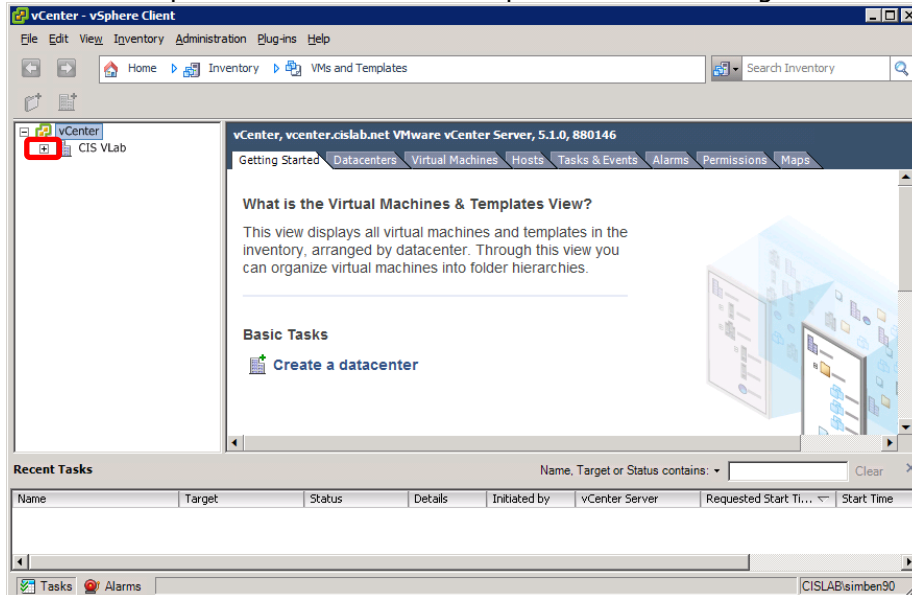 vCenter - vSphere Client
File Edit View Inventory Administration Plug-ins Help
Home Inventory VMs and Templates Search Inventory
vCenter
CIS VLab
vCenter, vcenter.cislab.net VMware vCenter Server, 5.1.0, 880146
Getting Started Datacenters Virtual Machines Hosts Tasks & Events Alarms Permissions Maps
What is the Virtual Machines & Templates View?
This view displays all virtual machines and templates in the
inventory, arranged by datacenter. Through this view you
can organize virtual machines into folder hierarchies.
Basic Tasks
Create a datacenter
Recent Tasks Name, Target or Status contains: Clear
Name Target Status Details Initiated by vCenter Server Requested Start Ti... Start Time
Tasks Alarms CISLAB\simben90